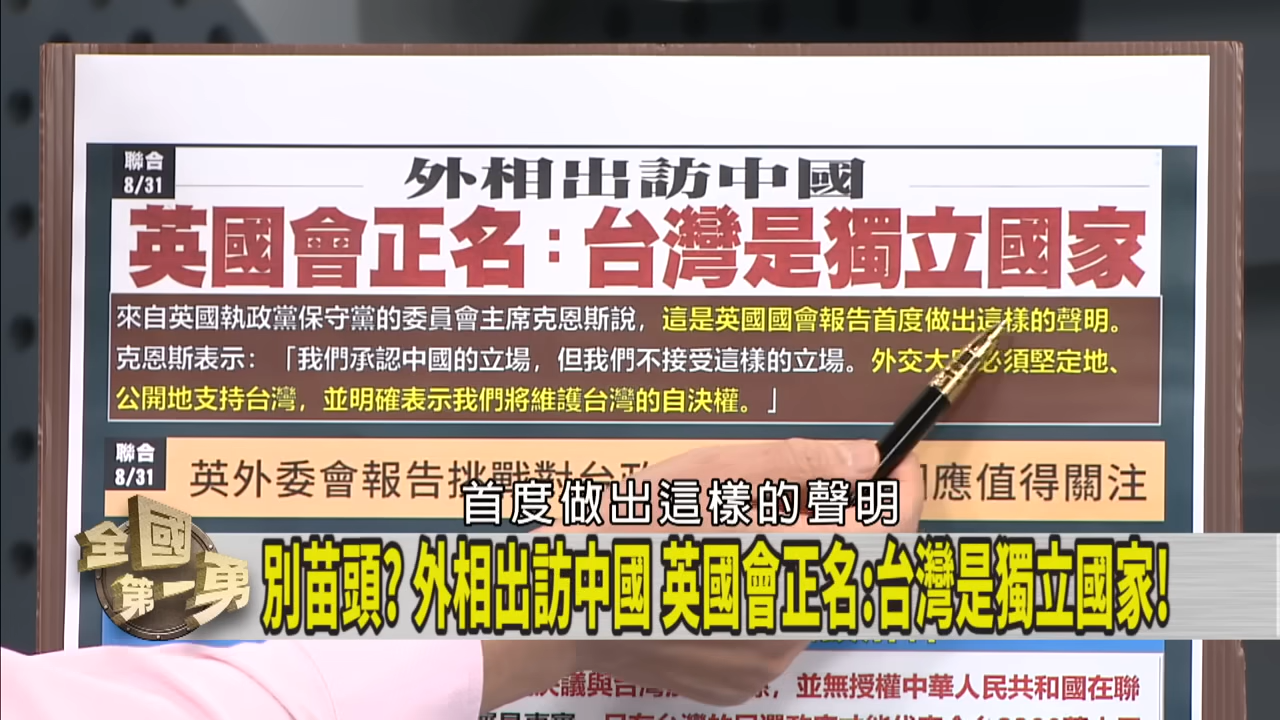 聯合
8/31
外相出訪中國
英國會正名:台灣是獨立國家
來自英國執政黨保守黨的委員會主席克恩斯說,這是英國國會報告首度做出這樣的聲明。
克恩斯表示:「我們承認中國的立場,但我們不接受這樣的立場。外交大 必須堅定地、
公開地支持台灣,並明確表示我們將維護台灣的自決權。」
聯合
8/31
英外委會報告挑戰對台政 應值得關注
首度做出這樣的聲明
全國第一勇
別苗頭? 外相出訪中國 英國會正名:台灣是獨立國家!
決議與台灣 ,並無授權中華人民共和國在聯